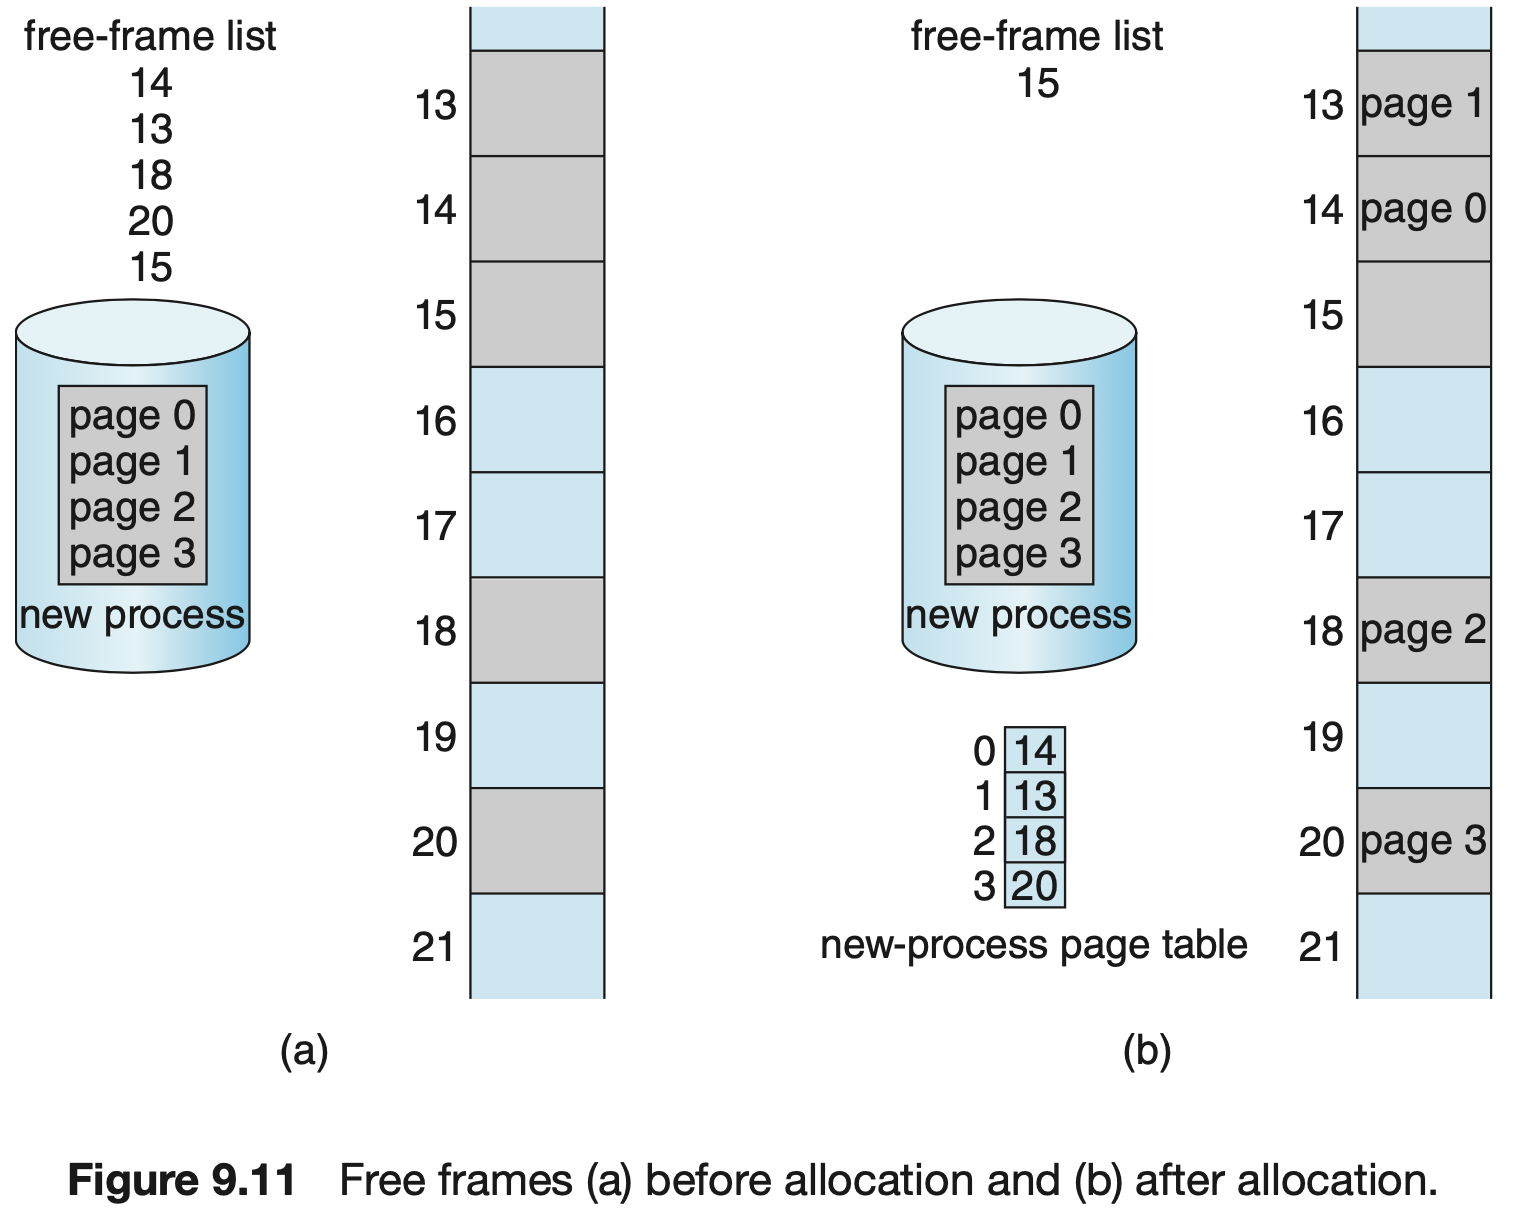 free-frame list
14
13
18
20
15
page 0
page 1
page 2
page 3
new process
13
14
15
16
17
18
19
20
21
(a)
free-frame list
15
page 0
page 1
page 2
page 3
new process
0 14
1 13
2 18
3 20
new-process page table
13 page 1
14 page 0
15
16
17
18 page 2
19
20 page 3
21
(b)
Figure 9.11 Free frames (a) before allocation and (b) after allocation.